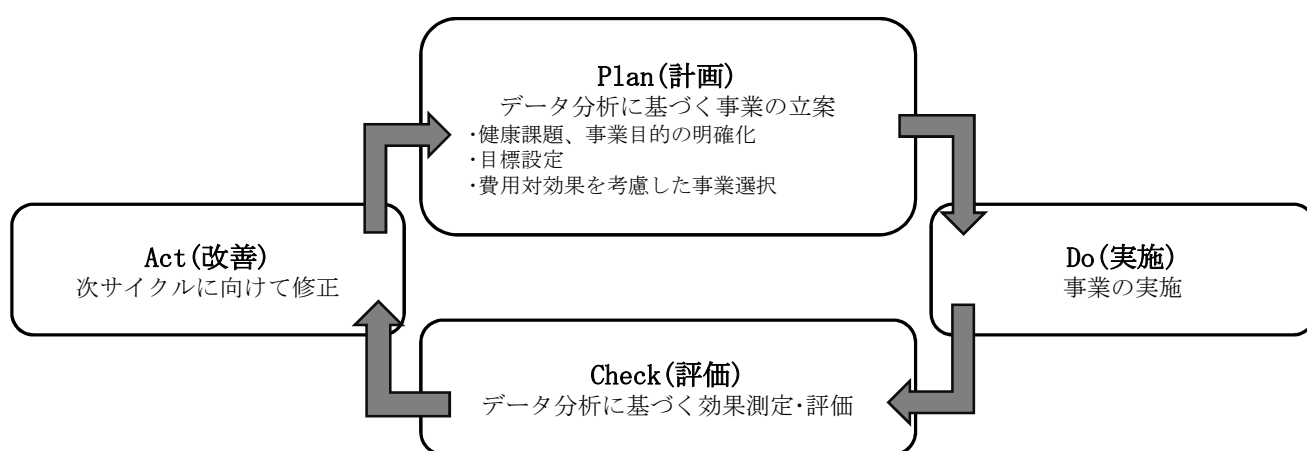 Plan(計画)
データ分析に基づく事業の立案
・健康課題、事業目的の明確化
・目標設定
・費用対効果を考慮した事業選択
Act(改善)
次サイクルに向けて修正
Do(実施)
事業の実施
Check(評価)
データ分析に基づく効果測定・評価